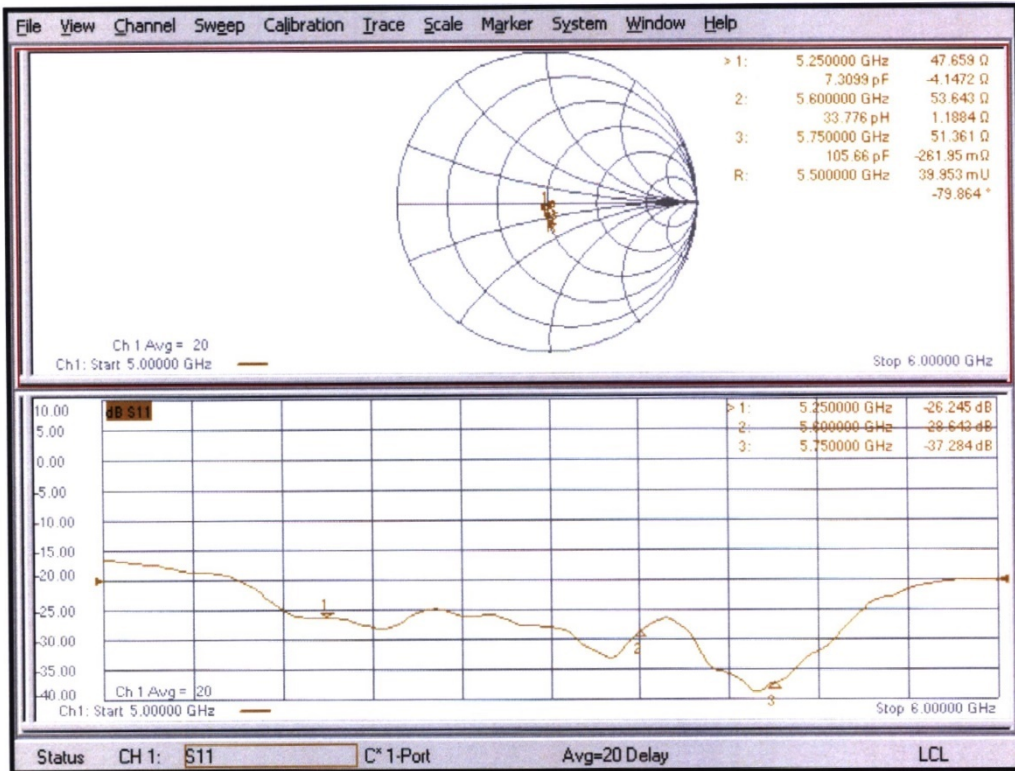 File View Channel Sweep Calibration Trace Scale Marker System Window Help
> 1: 5.250000 GHz 47.659 Ω
7.3099 pF -4.1472 Ω
2: 5.600000 GHz 53.643 Ω
33.776 pH 1.1884 Ω
3: 5.750000 GHz 51.361 Ω
105.66 pF -261.95 mΩ
R: 5.500000 GHz 39.953 mU
-79.864 °
1
Ch 1 Avg = 20
Ch1: Start 5.00000 GHz Stop 6.00000 GHz
10.00 dB S11 > 1: 5.250000 GHz -26.245 dB
5.00 2: 5.600000 GHz -28.643 dB
3: 5.750000 GHz -37.284 dB
0.00
-5.00
-10.00
-15.00
-20.00
-25.00 1
-30.00
2
-35.00
-40.00 3
Ch 1 Avg = 20
Ch1: Start 5.00000 GHz Stop 6.00000 GHz
Status CH 1: S11 C* 1-Port Avg=20 Delay LCL